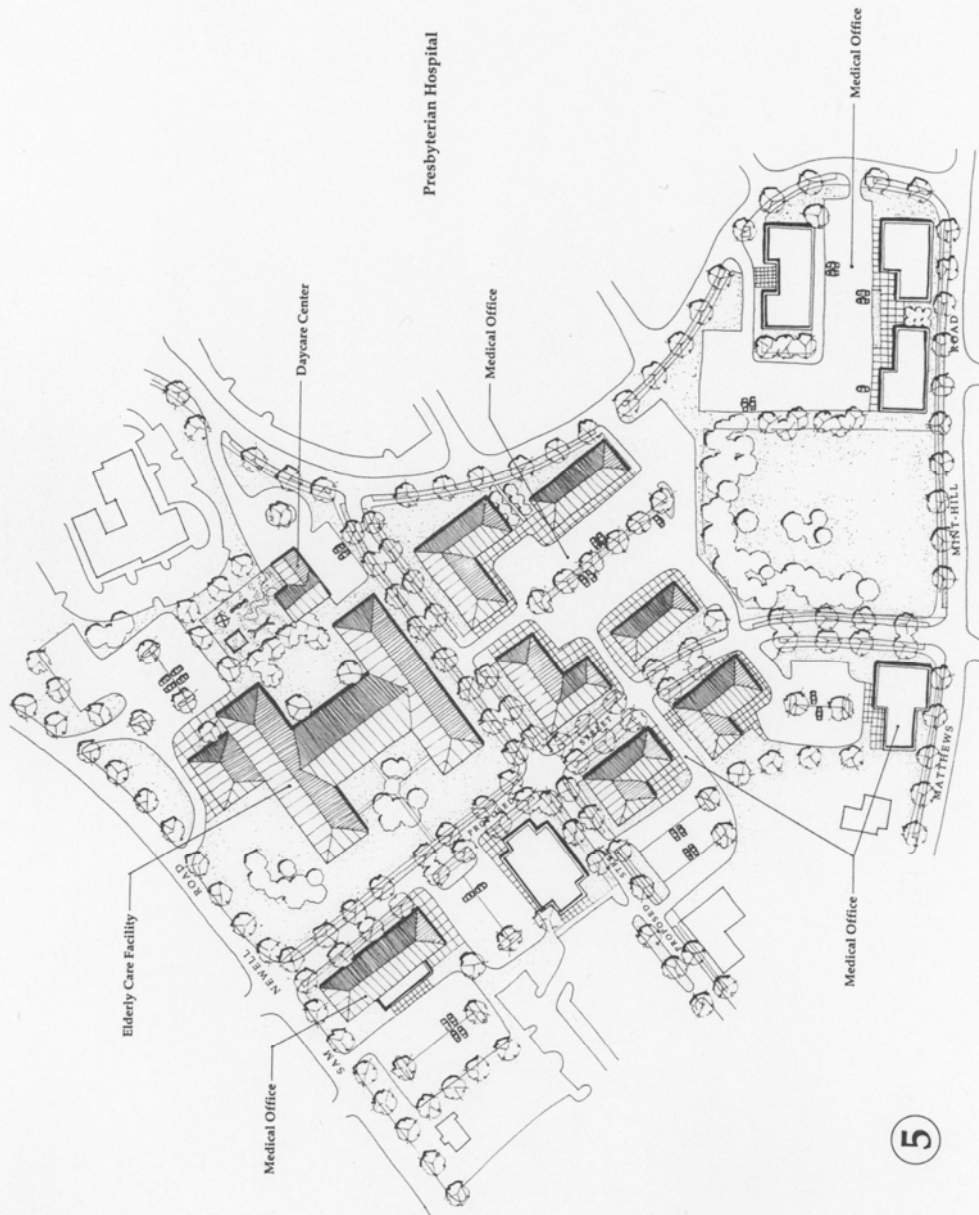 Presbyterian Hospital
Medical Office
Daycare Center
Medical Office
Elderly Care Facility
Medical Office
Medical Office
SAM NEWELL ROAD
PROPOSED STREET
PROPOSED STREET
MATTHEWS MINT-HILL ROAD
5